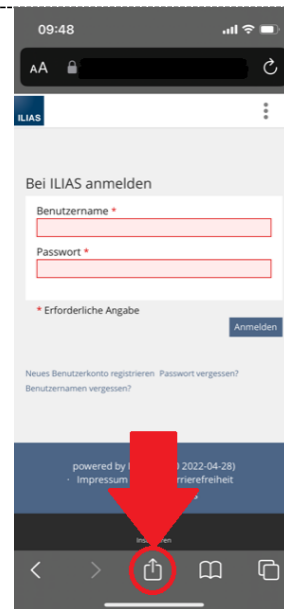 09:48
AA
ILIAS
Bei ILIAS anmelden
Benutzername *
Passwort *
* Erforderliche Angabe
Anmelden
Neues Benutzerkonto registrieren Passwort vergessen?
Benutzernamen vergessen?
powered by 2022-04-28)
· Impressum